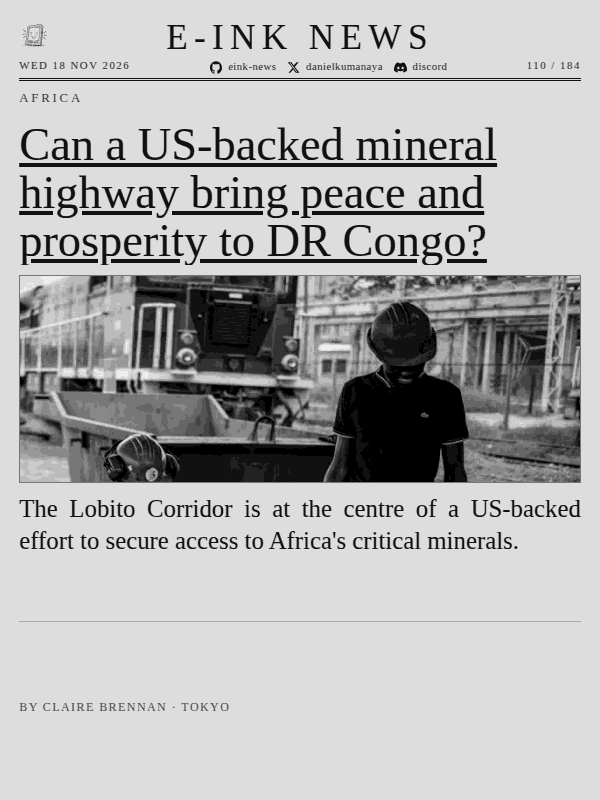 E-INK NEWS
WED 18 NOV 2026
eink-news danielkumanaya discord
110 / 184
AFRICA
Can a US-backed mineral
highway bring peace and
prosperity to DR Congo?
The Lobito Corridor is at the centre of a US-backed
effort to secure access to Africa's critical minerals.
BY CLAIRE BRENNAN · TOKYO